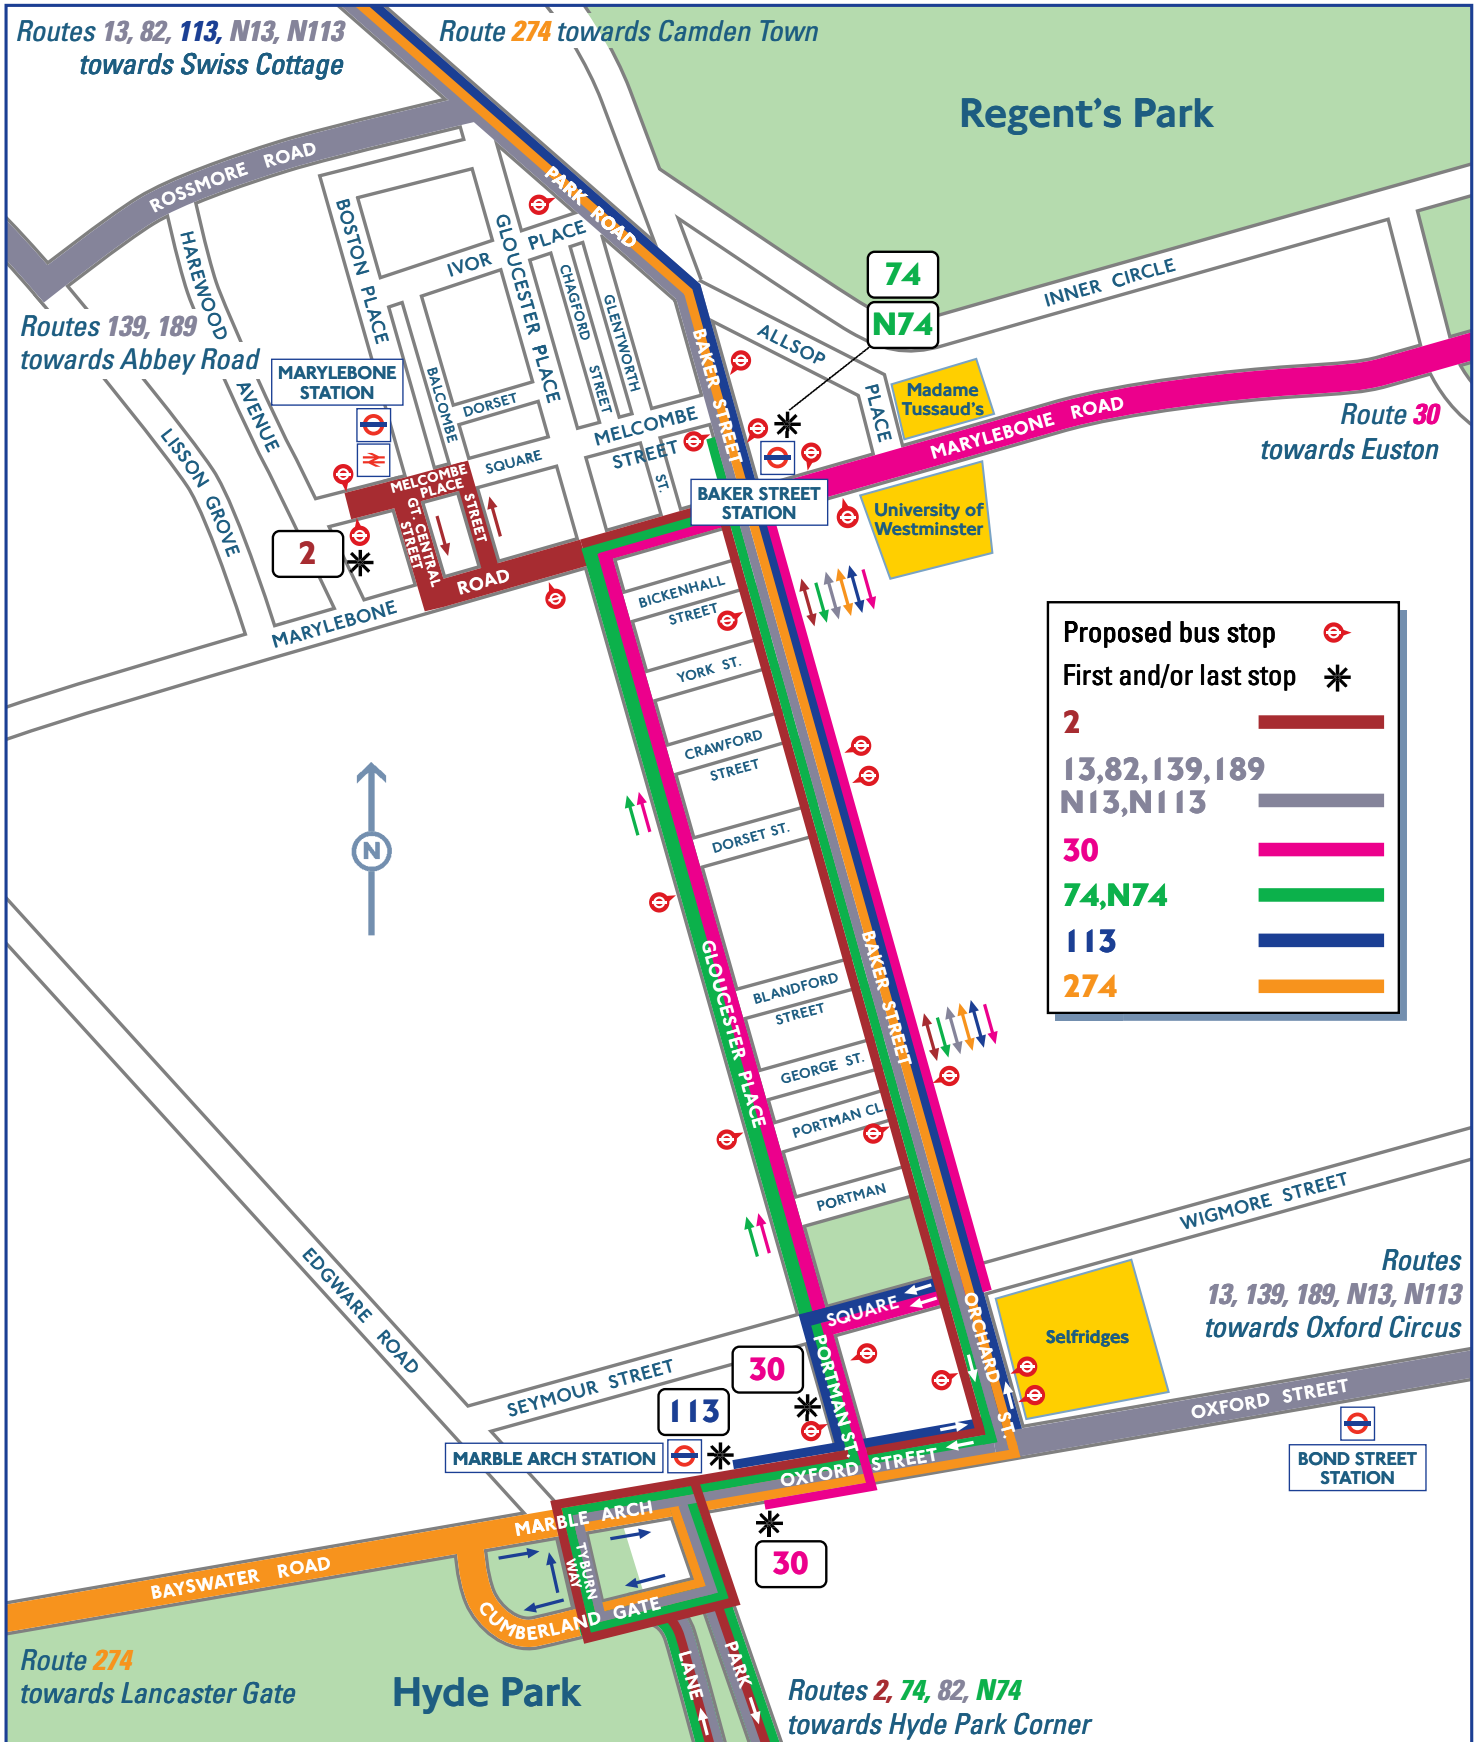 Routes 13, 82, 113, N13, N113
towards Swiss Cottage
Route 274 towards Camden Town
Regent's Park
ROSSMORE ROAD
PARK ROAD
HAREWOOD AVENUE
BOSTON PLACE
GLOUCESTER PLACE
IVOR PLACE
CHAGFORD STREET
GLENTWORTH
ST.
BAKER STREET
ALLSOP PLACE
74
N74
INNER CIRCLE
Routes 139, 189
towards Abbey Road
MARYLEBONE
STATION
BALCOMBE
STREET
DORSET
SQUARE
MELCOMBE
STREET
Madame
Tussaud's
MARYLEBONE ROAD
Route 30
towards Euston
LISSON GROVE
MELCOMBE
PLACE
GT. CENTRAL
STREET
BAKER STREET
STATION
University of
Westminster
2
MARYLEBONE ROAD
BICKENHALL
STREET
YORK ST.
CRAWFORD
STREET
DORSET ST.
Proposed bus stop
First and/or last stop
2
13,82,139,189
N13,N113
30
74,N74
113
274
N
GLOUCESTER PLACE
BAKER STREET
BLANDFORD
STREET
GEORGE ST.
PORTMAN CL
PORTMAN
SQUARE
WIGMORE STREET
EDGWARE ROAD
Routes
13, 139, 189, N13, N113
towards Oxford Circus
ORCHARD ST.
Selfridges
PORTMAN ST.
SEYMOUR STREET
30
113
MARBLE ARCH STATION
OXFORD STREET
OXFORD STREET
BOND STREET
STATION
MARBLE ARCH
TYBURN
WAY
30
BAYSWATER ROAD
CUMBERLAND GATE
Route 274
towards Lancaster Gate
Hyde Park
PARK
LANE
Routes 2, 74, 82, N74
towards Hyde Park Corner